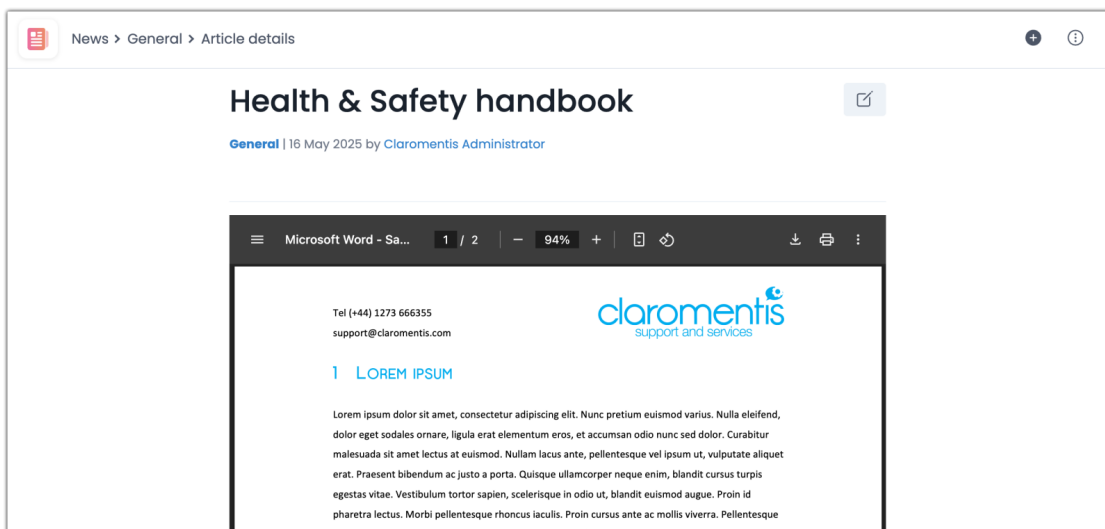 News > General > Article details
Health & Safety handbook
General | 16 May 2025 by Claromentis Administrator
Microsoft Word - Sa... 1 / 2 94%
claromentis
support and services
Tel (+44) 1273 666355
support@claromentis.com
1 LOREM IPSUM
Lorem ipsum dolor sit amet, consectetur adipiscing elit. Nunc pretium euismod varius. Nulla eleifend,
dolor eget sodales ornare, ligula erat elementum eros, et accumsan odio nunc sed dolor. Curabitur
malesuada sit amet lectus at euismod. Nullam lacus ante, pellentesque vel ipsum ut, vulputate aliquet
erat. Praesent bibendum ac justo a porta. Quisque ullamcorper neque enim, blandit cursus turpis
egestas vitae. Vestibulum tortor sapien, scelerisque in odio ut, blandit euismod augue. Proin id
pharetra lectus. Morbi pellentesque rhoncus iaculis. Proin cursus ante ac mollis viverra. Pellentesque